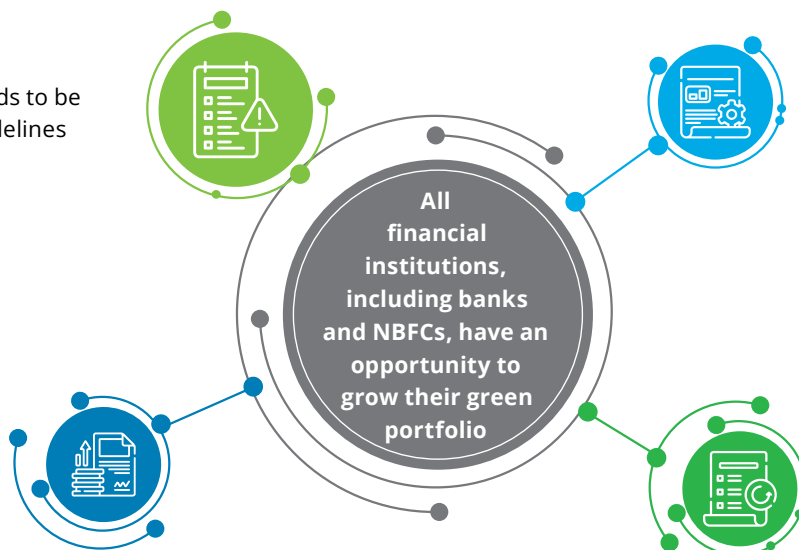 ds to be
delines
All
financial
institutions,
including banks
and NBFCs, have an
opportunity to
grow their green
portfolio